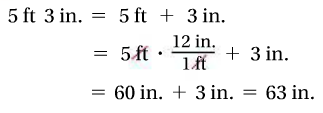 5 ft 3 in. = 5 ft + 3 in.
= 5 ft · 12 in. / 1 ft + 3 in.
= 60 in. + 3 in. = 63 in.